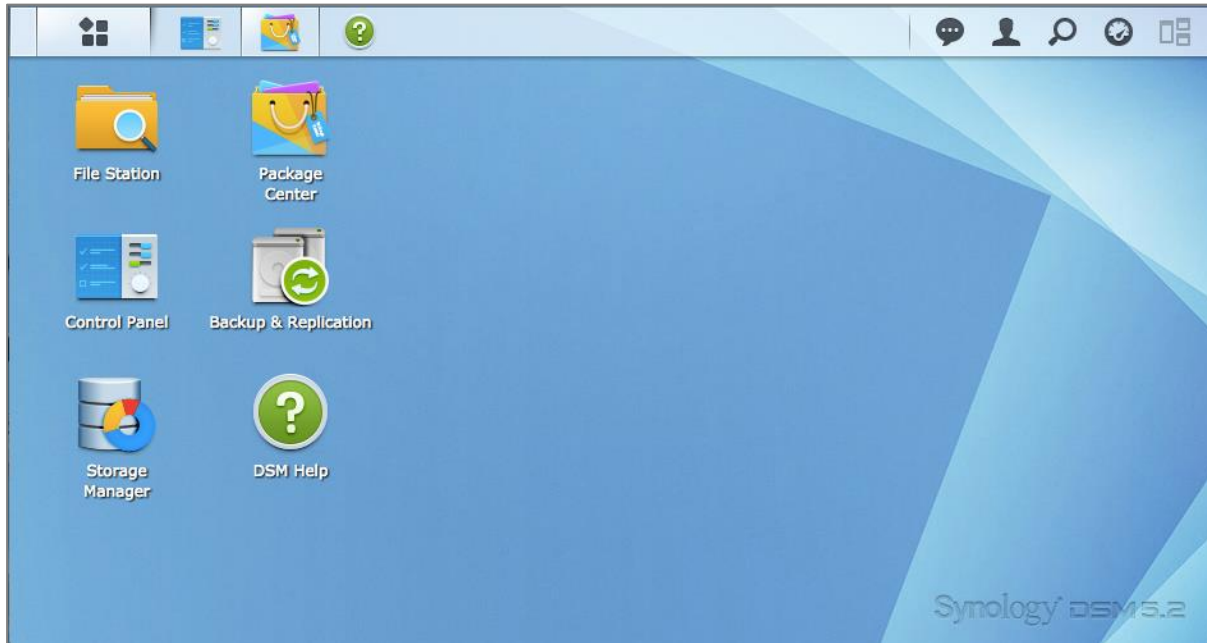 File Station
Package
Center
Control Panel
Backup & Replication
Storage
Manager
DSM Help
Synology DSM 5.2